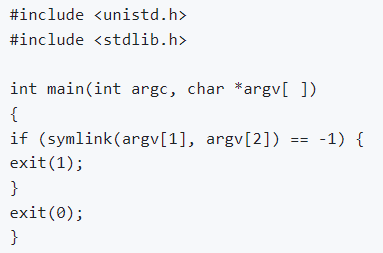 #include <unistd.h>
#include <stdlib.h>
int main(int argc, char *argv[ ])
{
if (symlink(argv[1], argv[2]) == -1) {
exit(1);
}
exit(0);
}